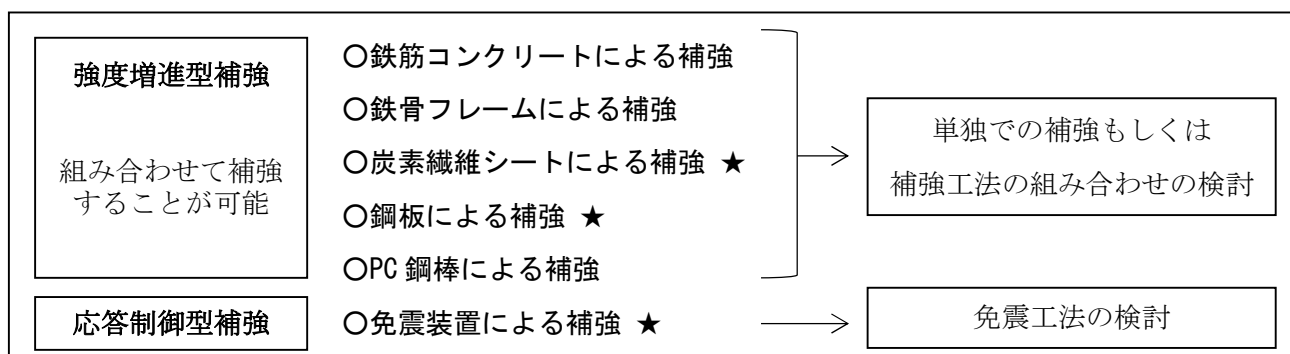 強度増進型補強
組み合わせて補強
することが可能
〇鉄筋コンクリートによる補強
〇鉄骨フレームによる補強
〇炭素繊維シートによる補強 ★
〇鋼板による補強 ★
〇PC 鋼棒による補強
単独での補強もしくは
補強工法の組み合わせの検討
応答制御型補強
〇免震装置による補強 ★
免震工法の検討